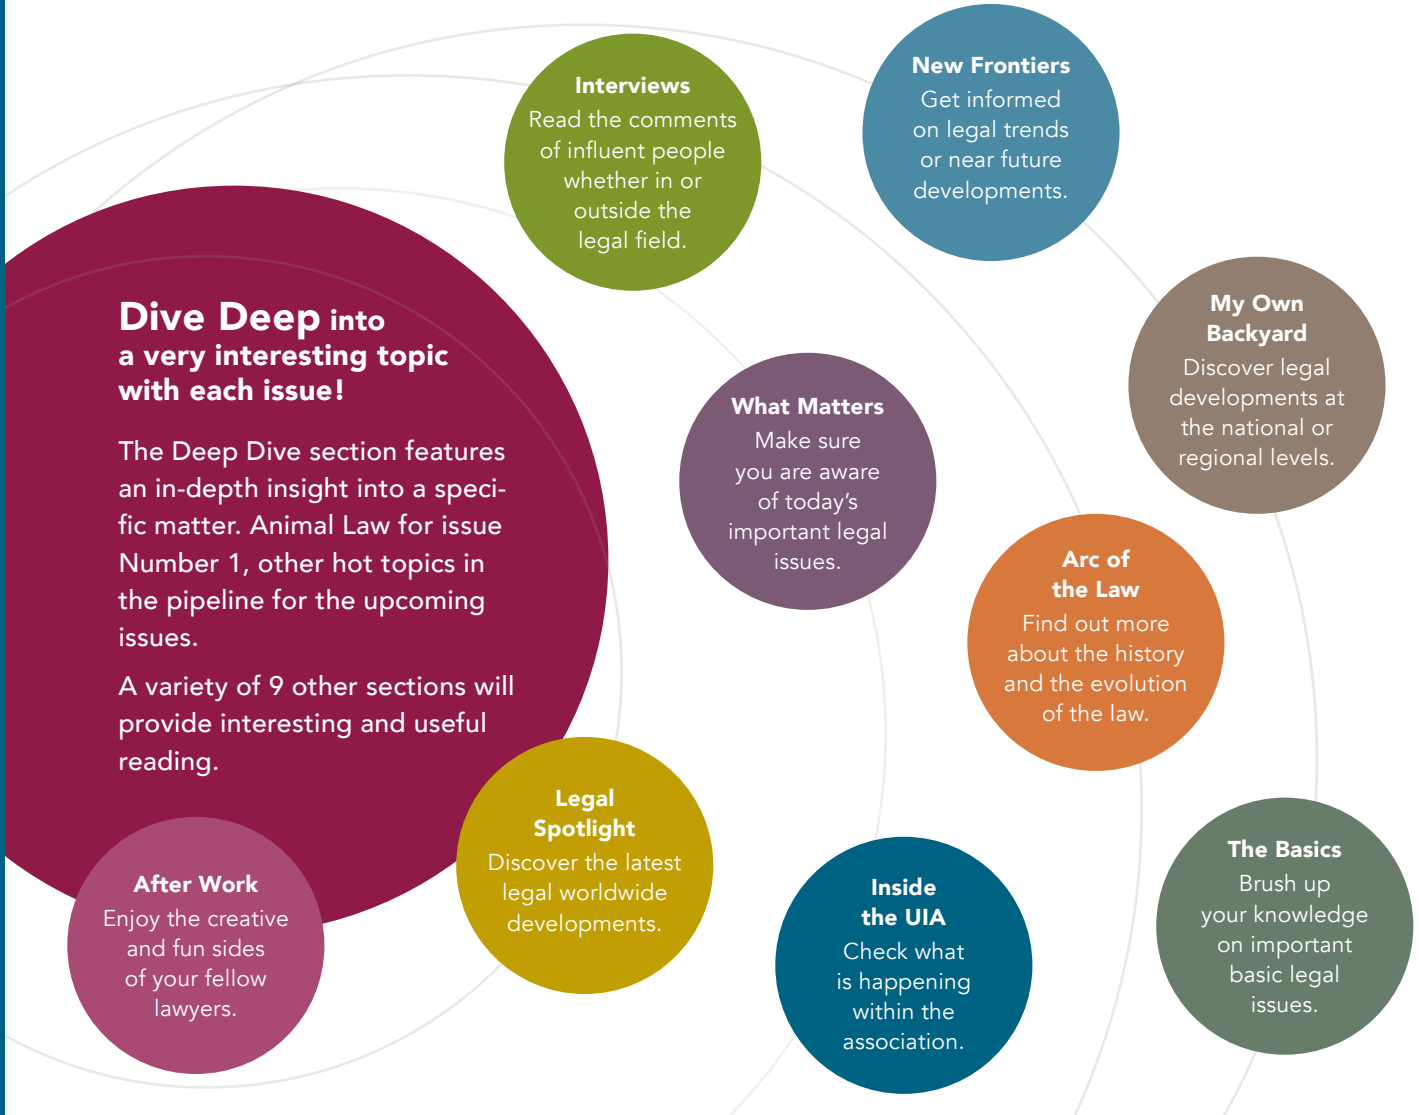 Dive Deep into
a very interesting topic
with each issue!
The Deep Dive section features
an in-depth insight into a speci-
fic matter. Animal Law for issue
Number 1, other hot topics in
the pipeline for the upcoming
issues.
A variety of 9 other sections will
provide interesting and useful
reading.
Interviews
Read the comments
of influent people
whether in or
outside the
legal field.
New Frontiers
Get informed
on legal trends
or near future
developments.
My Own
Backyard
Discover legal
developments at
the national or
regional levels.
What Matters
Make sure
you are aware
of today’s
important legal
issues.
Arc of
the Law
Find out more
about the history
and the evolution
of the law.
Legal
Spotlight
Discover the latest
legal worldwide
developments.
After Work
Enjoy the creative
and fun sides
of your fellow
lawyers.
Inside
the UIA
Check what
is happening
within the
association.
The Basics
Brush up
your knowledge
on important
basic legal
issues.